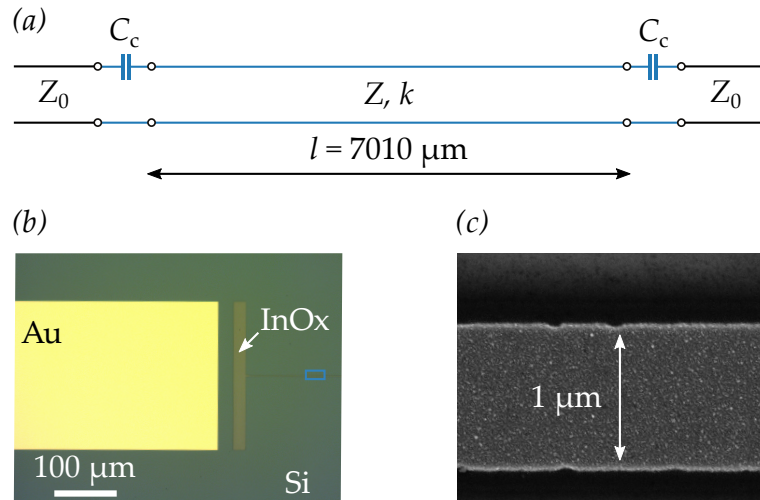 (a)
C_c
C_c
Z_0
Z, k
Z_0
l = 7010 μm
(b)
(c)
Au
InOx
1 μm
100 μm
Si